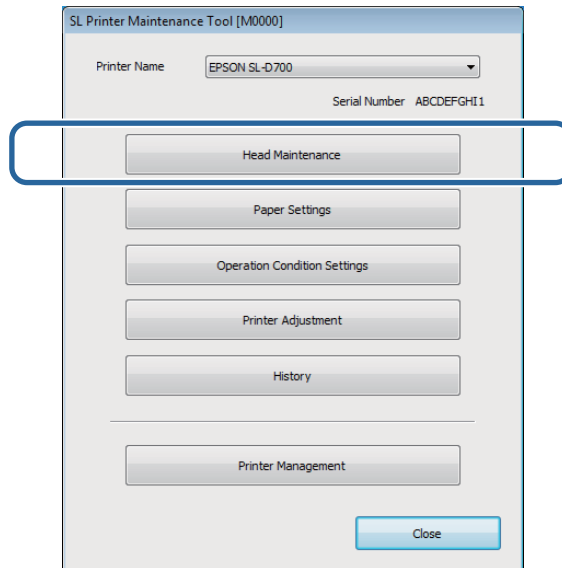 SL Printer Maintenance Tool [M0000]
Printer Name EPSON SL-D700
Serial Number ABCDEFGHI1
Head Maintenance
Paper Settings
Operation Condition Settings
Printer Adjustment
History
Printer Management
Close